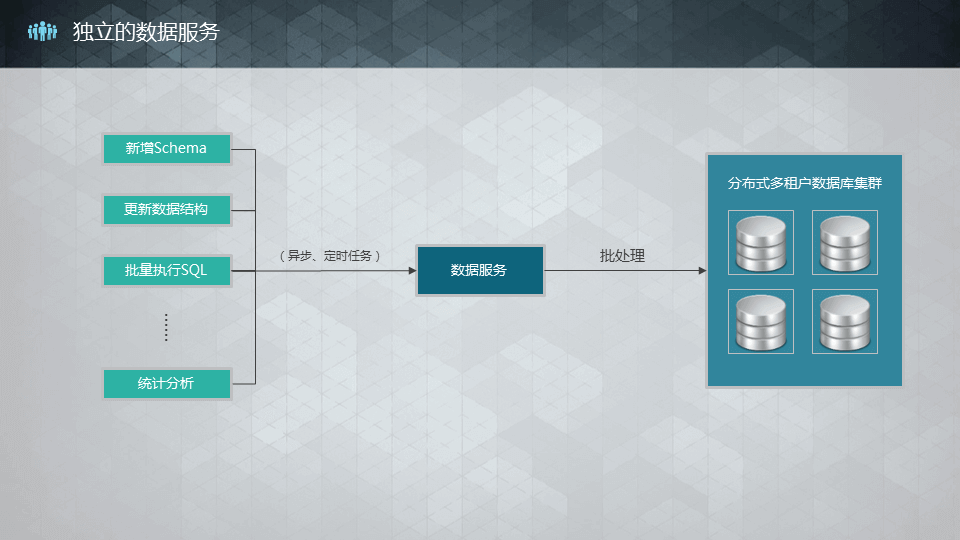 独立的数据服务
新增Schema
更新数据结构
批量执行SQL
......
统计分析
（异步、定时任务）
数据服务
批处理
分布式多租户数据库集群